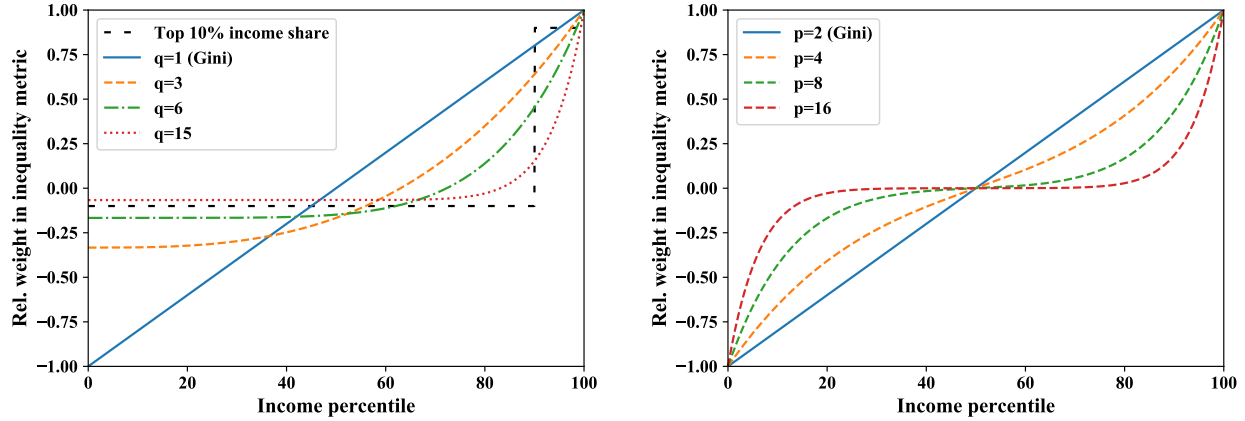 1.00
0.75
0.50
0.25
0.00
−0.25
−0.50
−0.75
−1.00
Rel. weight in inequality metric
Top 10% income share
q=1 (Gini)
q=3
q=6
q=15
0 20 40 60 80 100
Income percentile
1.00
0.75
0.50
0.25
0.00
−0.25
−0.50
−0.75
−1.00
Rel. weight in inequality metric
p=2 (Gini)
p=4
p=8
p=16
0 20 40 60 80 100
Income percentile